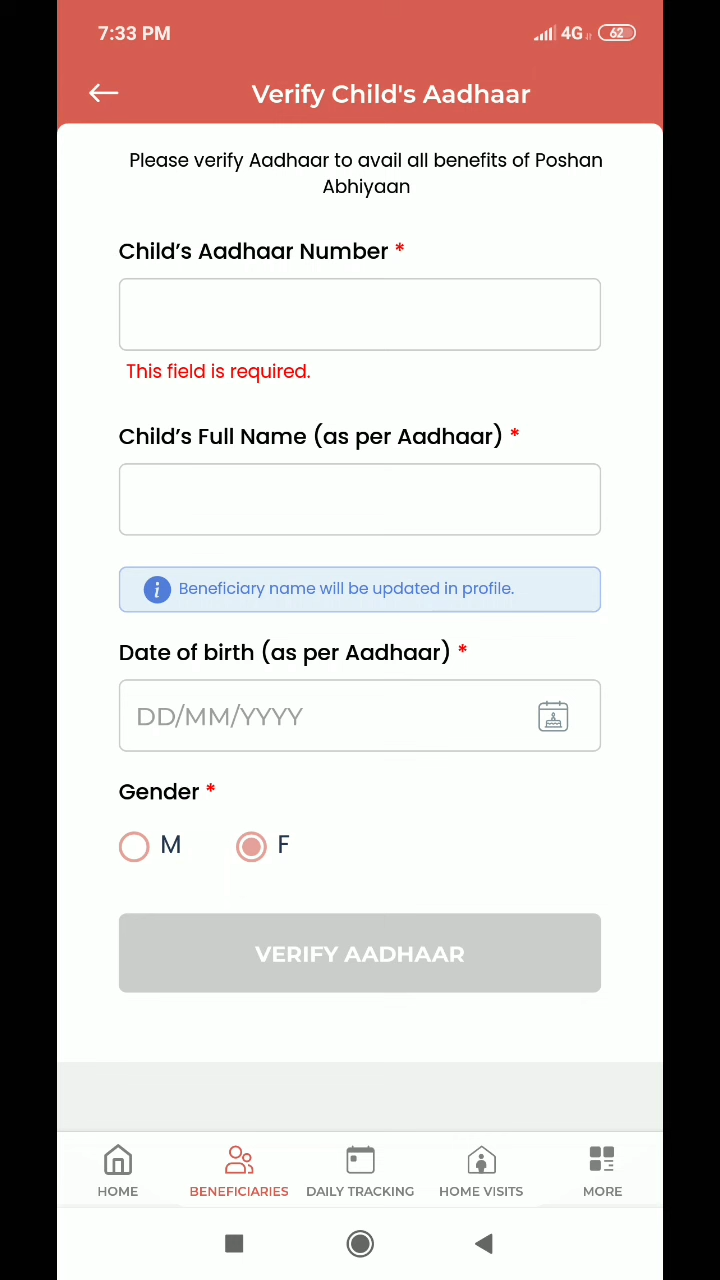 7:33 PM 4G 62
Verify Child's Aadhaar
Please verify Aadhaar to avail all benefits of Poshan
Abhiyaan
Child’s Aadhaar Number *
This field is required.
Child’s Full Name (as per Aadhaar) *
i Beneficiary name will be updated in profile.
Date of birth (as per Aadhaar) *
DD/MM/YYYY
Gender *
M F
VERIFY AADHAAR
HOME BENEFICIARIES DAILY TRACKING HOME VISITS MORE